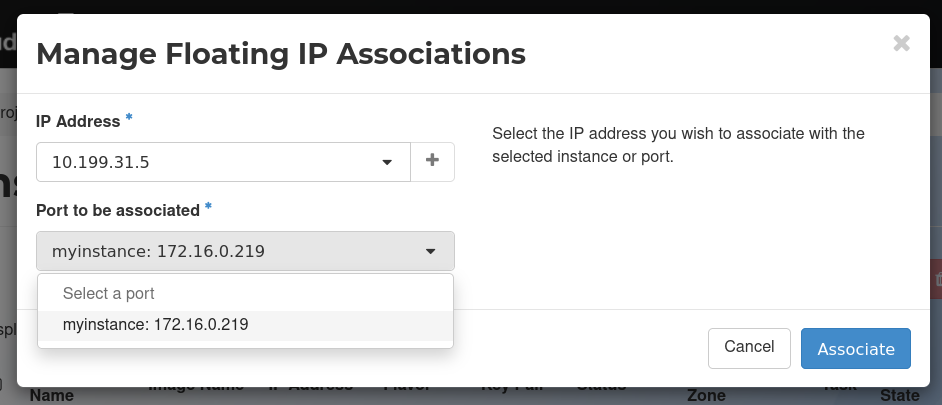 Manage Floating IP Associations
IP Address *
10.199.31.5
Select the IP address you wish to associate with the
selected instance or port.
Port to be associated *
myinstance: 172.16.0.219
Select a port
myinstance: 172.16.0.219
Cancel
Associate
Name
Zone
State